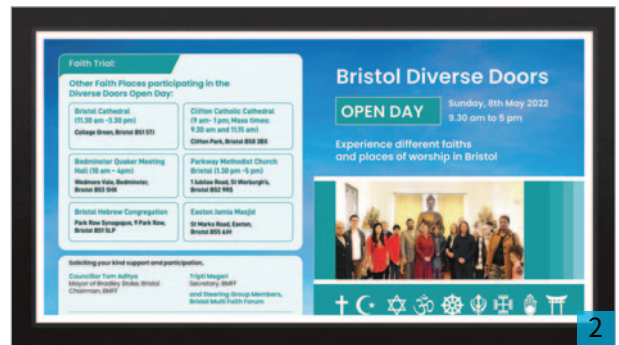 Faith Trial:
Other Faith Places participating in the
Diverse Doors Open Day:
Bristol Cathedral
(11.30 am -3.30 pm)
College Green, Bristol BS1 5TJ
Clifton Catholic Cathedral
(9 am- 1 pm; Mass times:
9.30 am and 11.15 am)
Clifton Park, Bristol BS8 3BX
Bedminster Quaker Meeting
Hall (10 am - 4pm)
Wedmore Vale, Bedminster,
Bristol BS3 5HX
Parkway Methodist Church
Bristol (1.30 pm -5 pm)
1 Jubilee Road, St Werburgh's,
Bristol BS2 9RS
Bristol Hebrew Congregation
Park Row Synagogue, 9 Park Row,
Bristol BS1 5LP
Easton Jamia Masjid
St Marks Road, Easton,
Bristol BS5 6JH
Soliciting your kind support and participation,
Councillor Tom Aditya
Mayor of Bradley Stoke, Bristol
Chairman, BMFF
Tripti Megeri
Secretary, BMFF
and Steering Group Members,
Bristol Multi Faith Forum
Bristol Diverse Doors
OPEN DAY
Sunday, 8th May 2022
9.30 am to 5 pm
Experience different faiths
and places of worship in Bristol
2